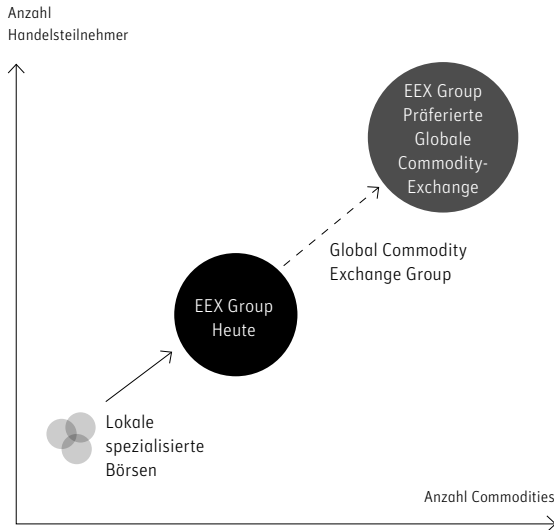 Anzahl
Handelsteilnehmer
EEX Group
Präferierte
Globale
Commodity-
Exchange
Global Commodity
Exchange Group
EEX Group
Heute
Lokale
spezialisierte
Börsen
Anzahl Commodities